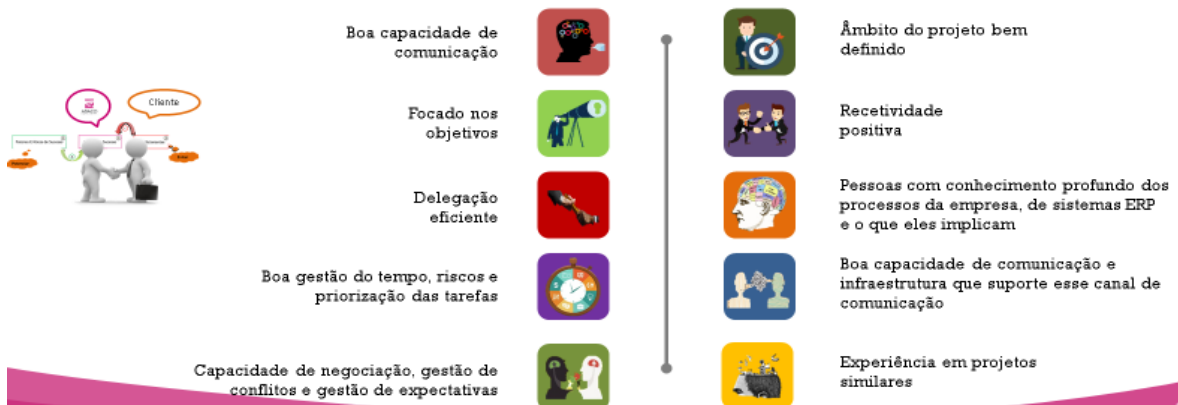 Boa capacidade de
comunicação
Focado nos
objetivos
Delegação
eficiente
Boa gestão do tempo, riscos e
priorização das tarefas
Capacidade de negociação, gestão de
conflitos e gestão de expectativas
Cliente
Âmbito do projeto bem
definido
Recetividade
positiva
Pessoas com conhecimento profundo dos
processos da empresa, de sistemas ERP
e o que eles implicam
Boa capacidade de comunicação e
infraestrutura que suporte esse canal de
comunicação
Experiência em projetos
similares